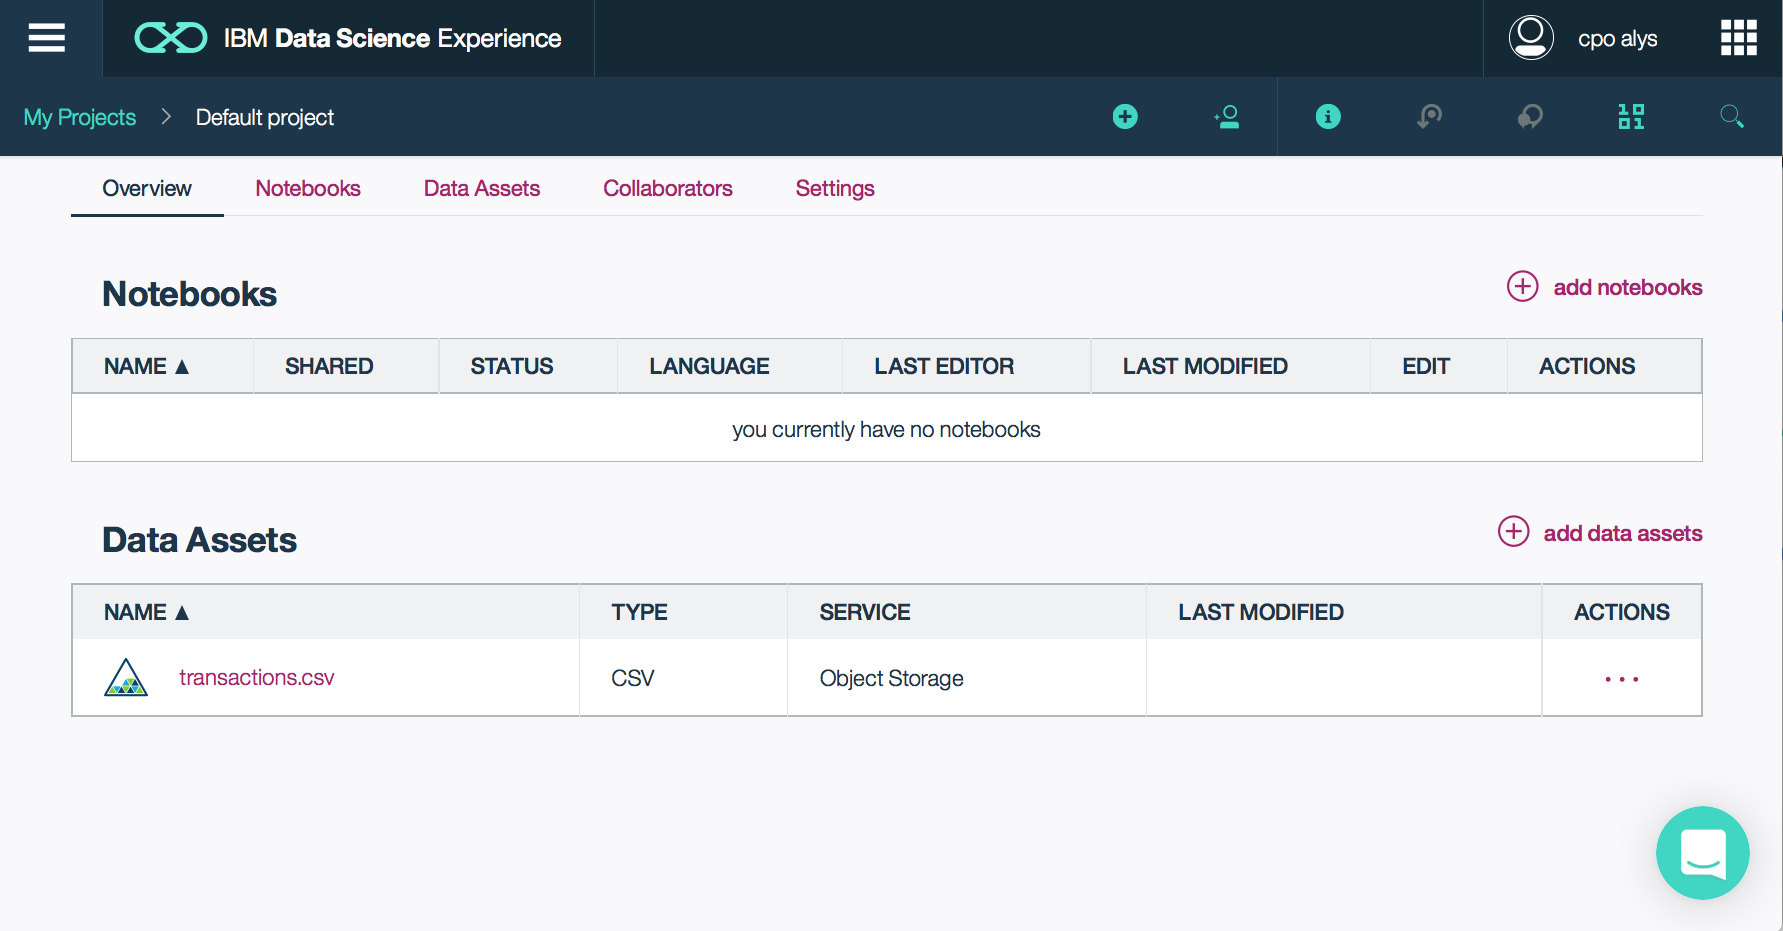 IBM Data Science Experience
cpo alys
My Projects > Default project
Overview Notebooks Data Assets Collaborators Settings
Notebooks
add notebooks
NAME ▲ SHARED STATUS LANGUAGE LAST EDITOR LAST MODIFIED EDIT ACTIONS
you currently have no notebooks
Data Assets
add data assets
NAME ▲ TYPE SERVICE LAST MODIFIED ACTIONS
transactions.csv CSV Object Storage